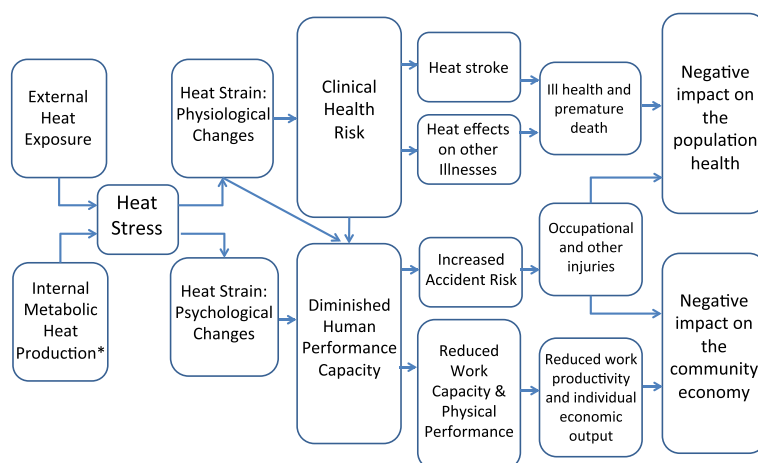 External
Heat
Exposure
Internal
Metabolic
Heat
Production*
Heat
Stress
Heat Strain:
Physiological
Changes
Heat Strain:
Psychological
Changes
Clinical
Health
Risk
Diminished
Human
Performance
Capacity
Heat stroke
Heat effects
on other
Illnesses
Increased
Accident Risk
Reduced
Work
Capacity &
Physical
Performance
Ill health and
premature
death
Occupational
and other
injuries
Reduced work
productivity
and individual
economic
output
Negative
impact on
the
population
health
Negative
impact on
the
community
economy